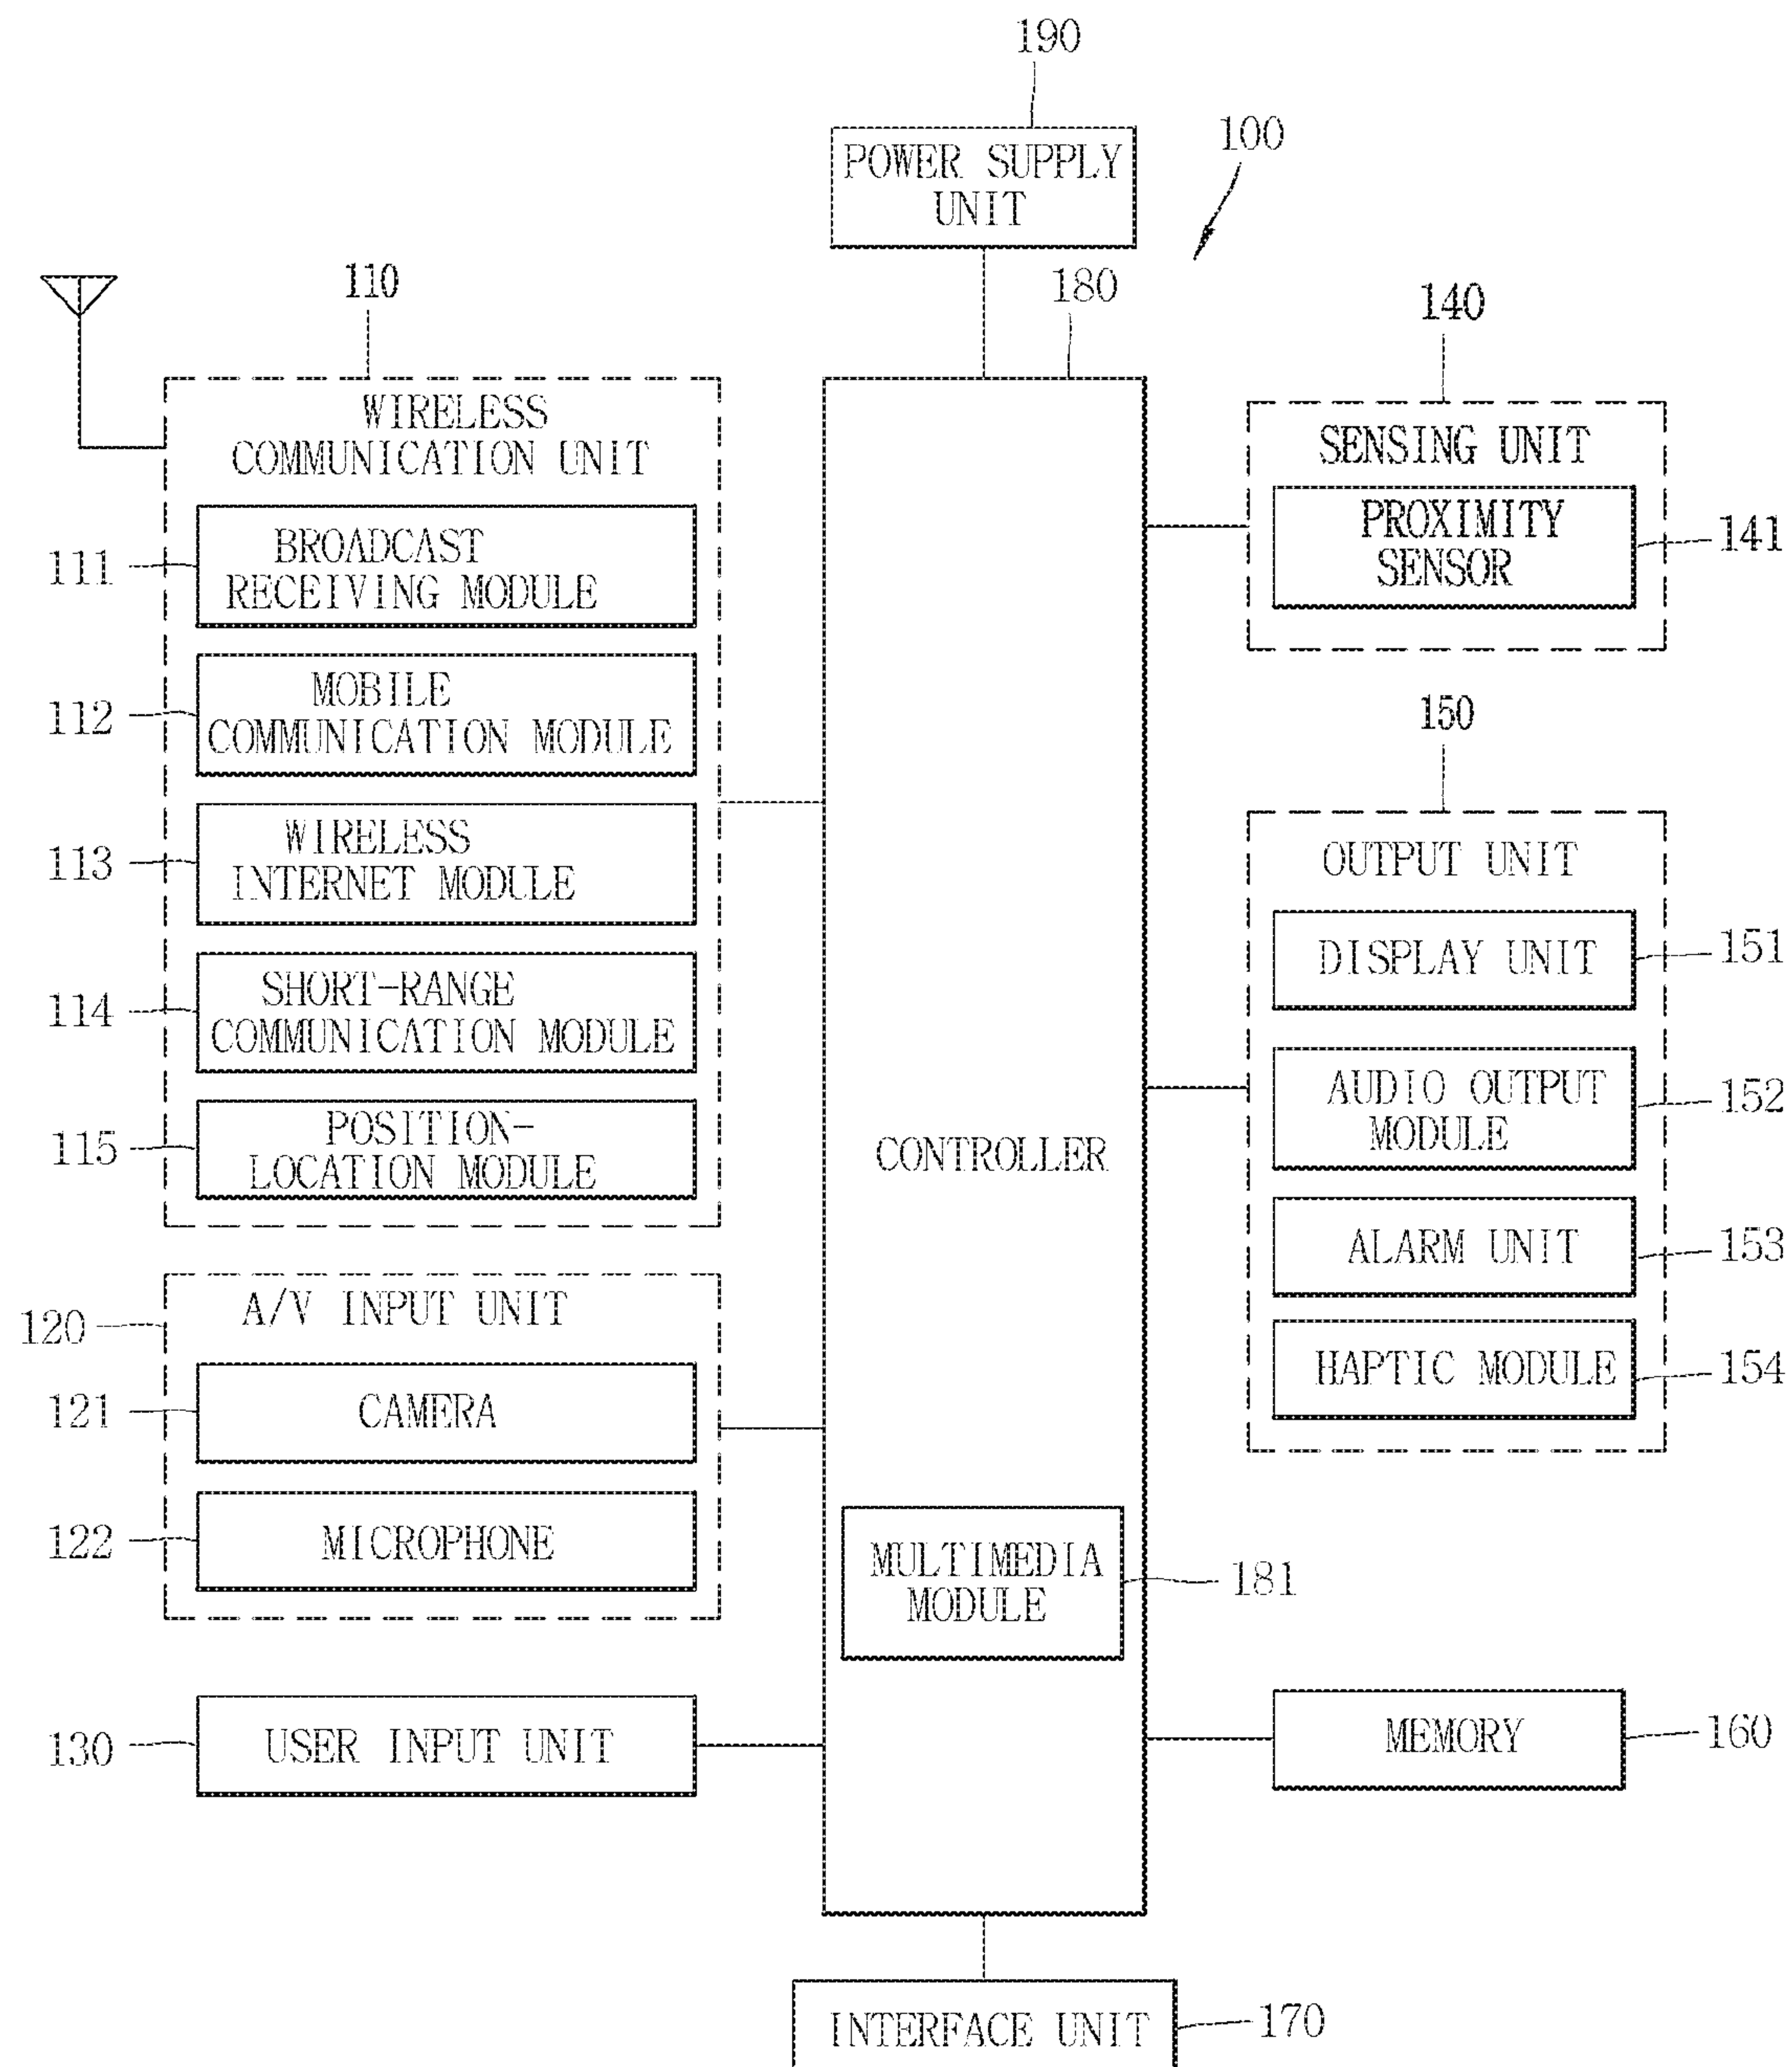 190
100
POWER SUPPLY
UNIT
110
180
140
WIRELESS
COMMUNICATION UNIT
111
BROADCAST
RECEIVING MODULE
112
MOBILE
COMMUNICATION MODULE
113
WIRELESS
INTERNET MODULE
114
SHORT-RANGE
COMMUNICATION MODULE
115
POSITION-
LOCATION MODULE
120
A/V INPUT UNIT
121
CAMERA
122
MICROPHONE
130
USER INPUT UNIT
CONTROLLER
MULTIMEDIA
MODULE
181
SENSING UNIT
PROXIMITY
SENSOR
141
150
OUTPUT UNIT
DISPLAY UNIT
151
AUDIO OUTPUT
MODULE
152
ALARM UNIT
153
HAPTIC MODULE
154
MEMORY
160
INTERFACE UNIT
170